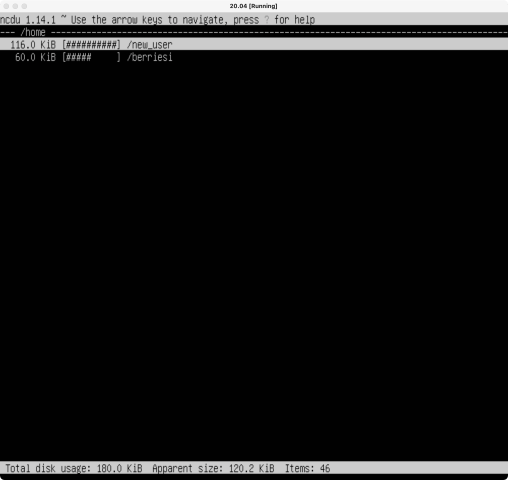 20.04 [Running]
ncdu 1.14.1 ~ Use the arrow keys to navigate, press ? for help
--- /home ----------------------------------------------------------------------------------
116.0 KiB [##########] /new_user
60.0 KiB [#####     ] /berriesi
Total disk usage: 180.0 KiB  Apparent size: 120.2 KiB  Items: 46